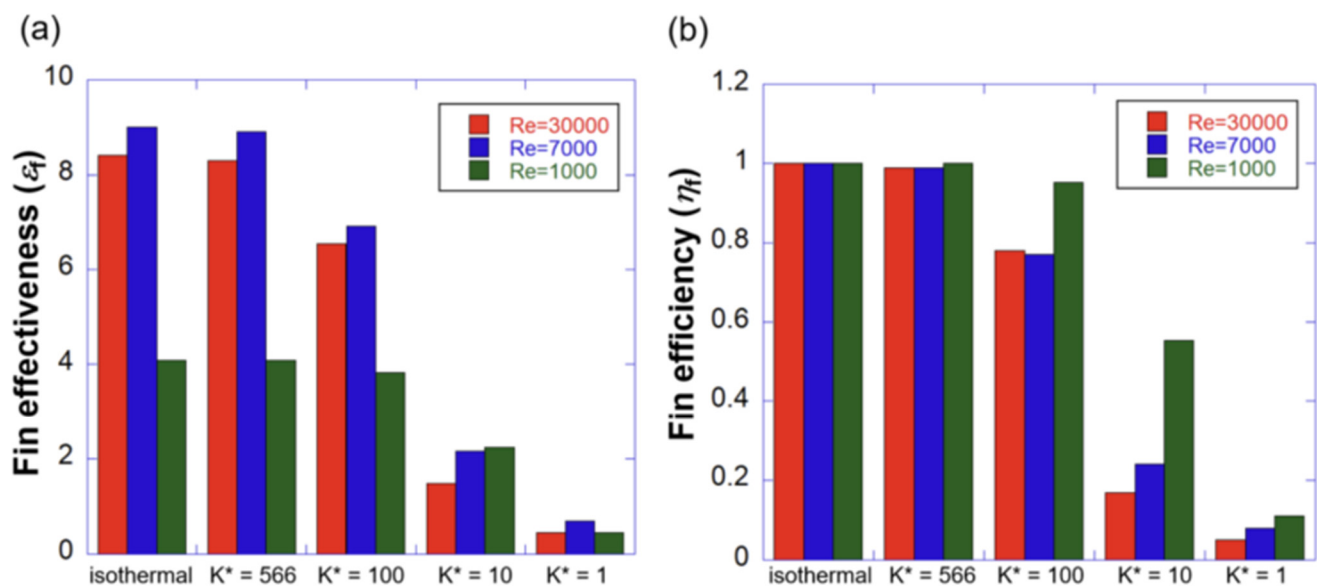 (a)
Fin effectiveness (εf)
10
8
6
4
2
0
Re=30000
Re=7000
Re=1000
isothermal K* = 566 K* = 100 K* = 10 K* = 1
(b)
Fin efficiency (ηf)
1.2
1
0.8
0.6
0.4
0.2
0
Re=30000
Re=7000
Re=1000
isothermal K* = 566 K* = 100 K* = 10 K* = 1